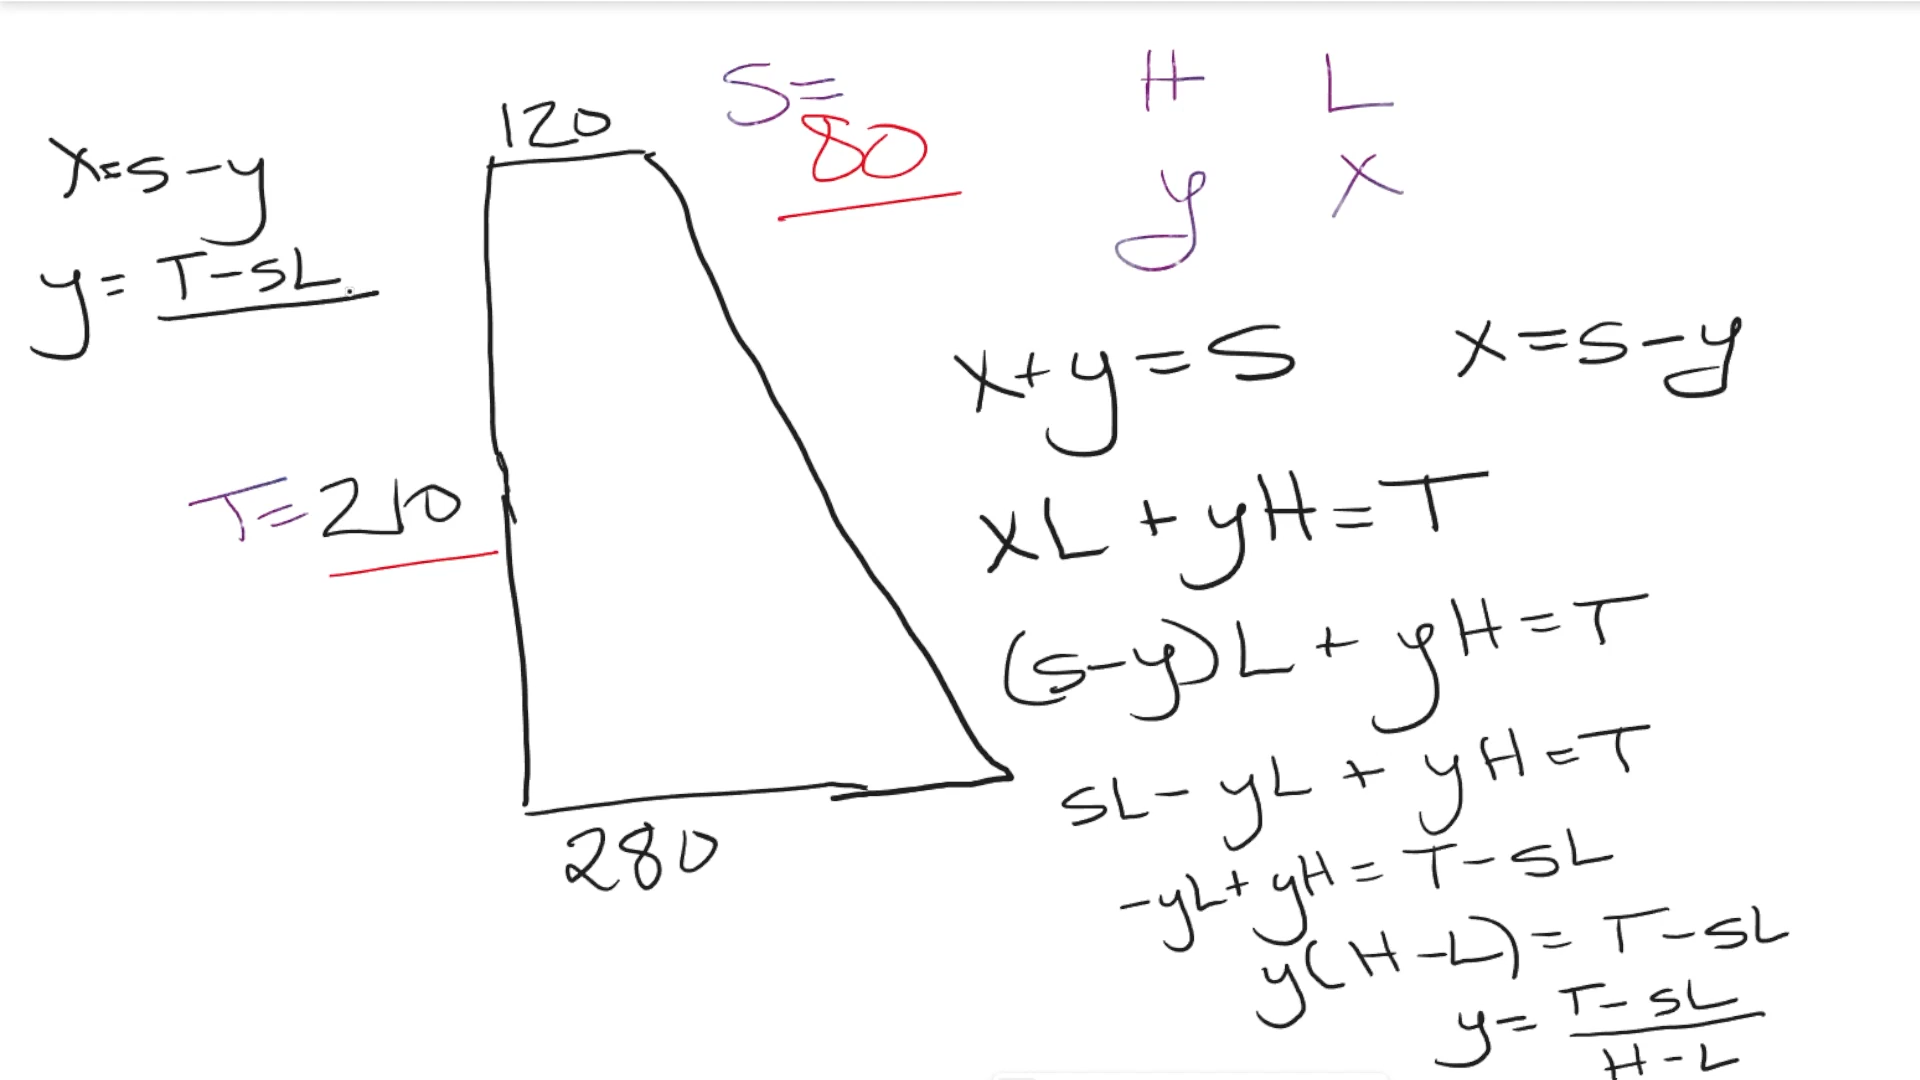 x=s-y
y=T-SL
120
S=
80
H L
y x
T=210
280
x+y=S x=s-y
xL+yH=T
(s-y)L+yH=T
SL-yL+yH=T
-yL+yH=T-SL
y(H-L)=T-SL
y=T-SL
H-L